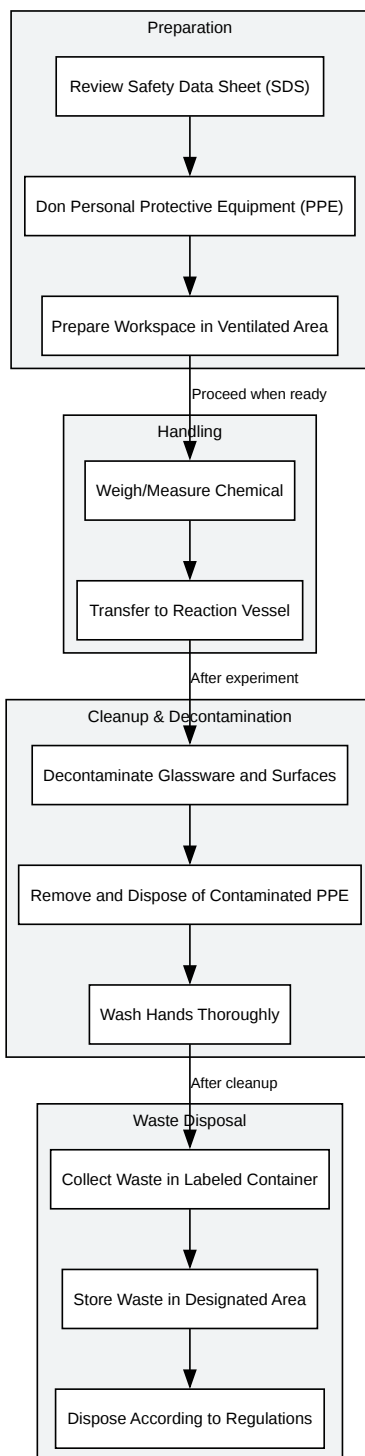 Preparation
Review Safety Data Sheet (SDS)
Don Personal Protective Equipment (PPE)
Prepare Workspace in Ventilated Area
Proceed when ready
Handling
Weigh/Measure Chemical
Transfer to Reaction Vessel
After experiment
Cleanup & Decontamination
Decontaminate Glassware and Surfaces
Remove and Dispose of Contaminated PPE
Wash Hands Thoroughly
After cleanup
Waste Disposal
Collect Waste in Labeled Container
Store Waste in Designated Area
Dispose According to Regulations